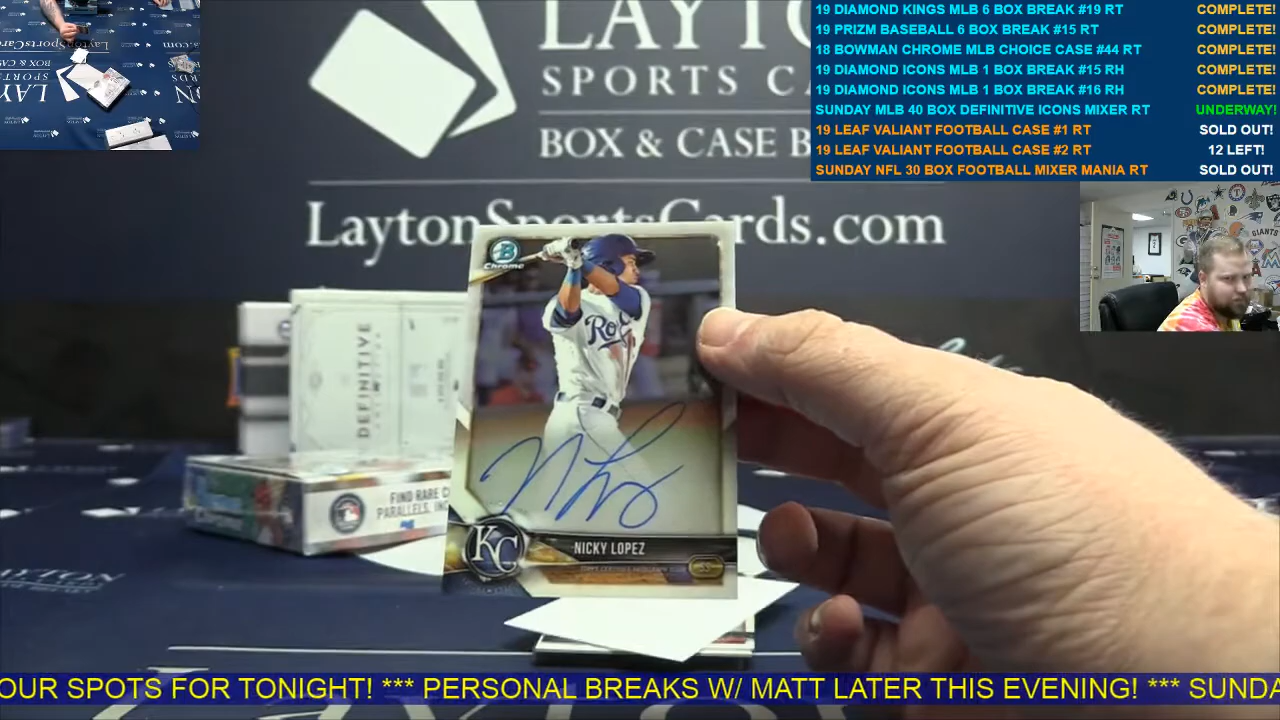 19 DIAMOND KINGS MLB 6 BOX BREAK #19 RT COMPLETE!
19 PRIZM BASEBALL 6 BOX BREAK #15 RT COMPLETE!
18 BOWMAN CHROME MLB CHOICE CASE #44 RT COMPLETE!
19 DIAMOND ICONS MLB 1 BOX BREAK #15 RH COMPLETE!
19 DIAMOND ICONS MLB 1 BOX BREAK #16 RH COMPLETE!
SUNDAY MLB 40 BOX DEFINITIVE ICONS MIXER RT UNDERWAY!
19 LEAF VALIANT FOOTBALL CASE #1 RT SOLD OUT!
19 LEAF VALIANT FOOTBALL CASE #2 RT 12 LEFT!
SUNDAY NFL 30 BOX FOOTBALL MIXER MANIA RT SOLD OUT!
LAYTO
SPORTS CA
BOX & CASE B
LaytonSportsCards.com
GIANTS
B
Chrome
Ro
DEFINITIVE
FIND RARE C
PARALLELS, INC
KC
NICKY LOPEZ
LAYTON
OUR SPOTS FOR TONIGHT! *** PERSONAL BREAKS W/ MATT LATER THIS EVENING! *** SUNDA